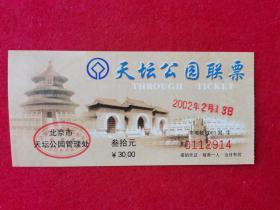 天坛公园联票
THROUGH TICKET
2002年2月13日
北京市
天坛公园管理处
叁拾元
¥30.00
0112914